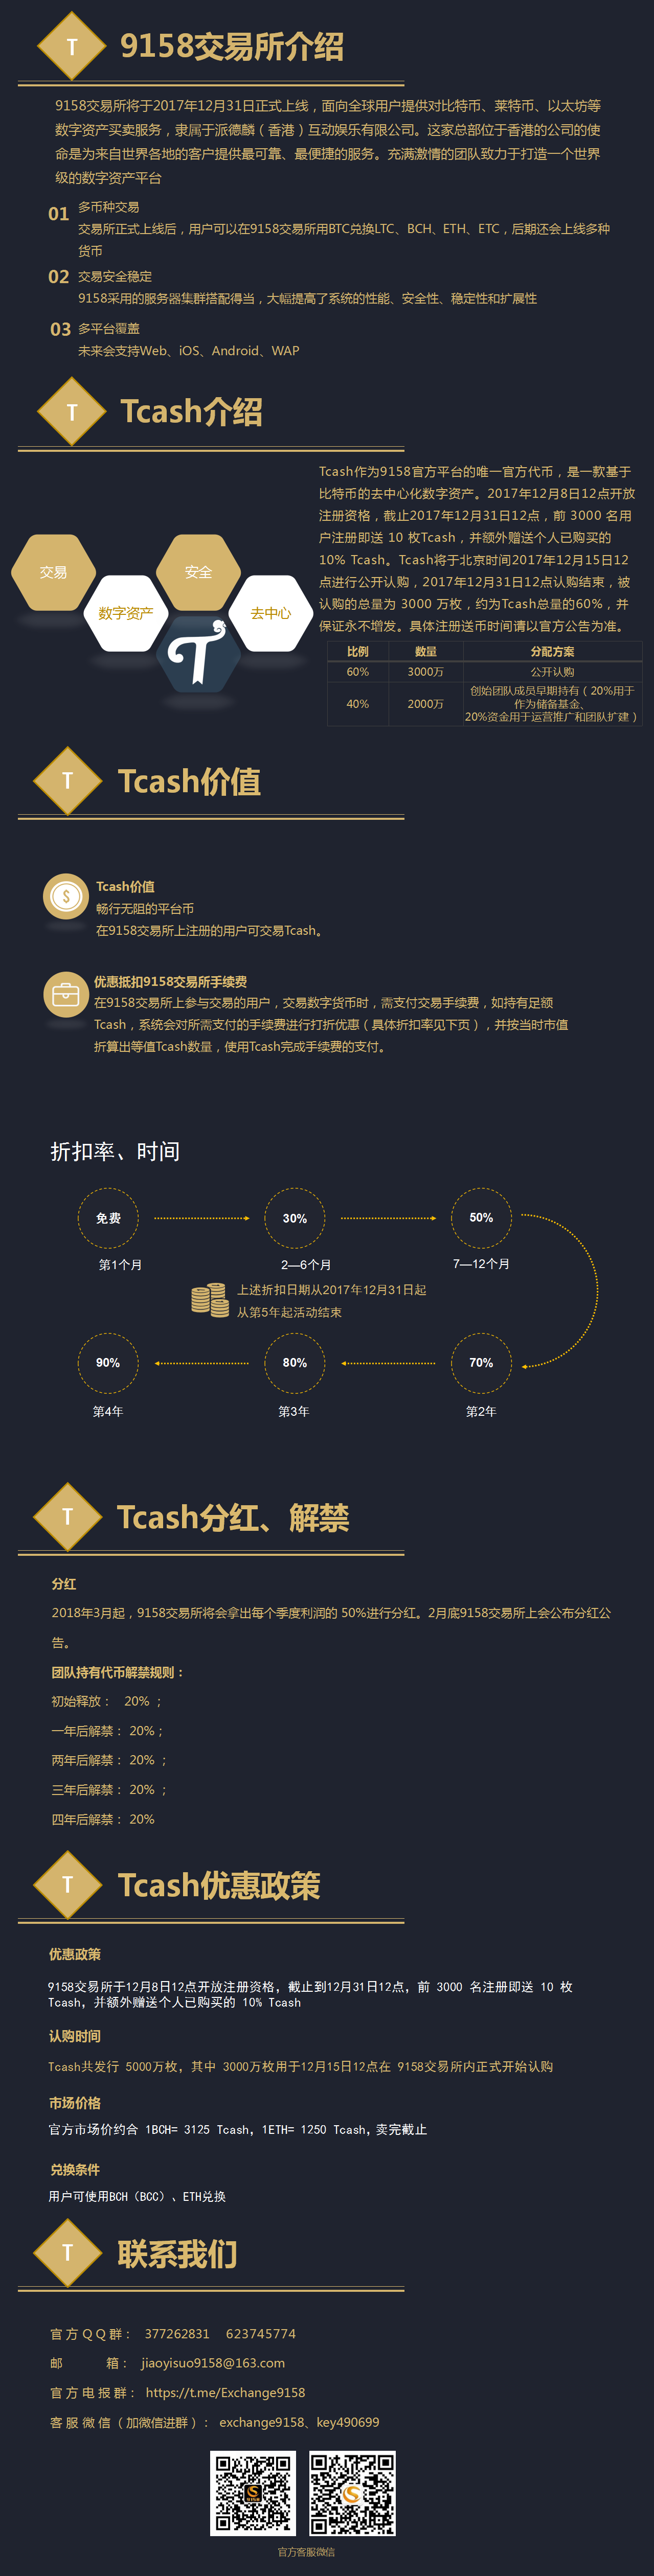 T
9158交易所介绍
9158交易所将于2017年12月31日正式上线，面向全球用户提供对比特币、莱特币、以太坊等
数字资产买卖服务，隶属于派德麟（香港）互动娱乐有限公司。这家总部位于香港的公司的使
命是为来自世界各地的客户提供最可靠、最便捷的服务。充满激情的团队致力于打造一个世界
级的数字资产平台
01 多币种交易
交易所正式上线后，用户可以在9158交易所用BTC兑换LTC、BCH、ETH、ETC，后期还会上线多种
货币
02 交易安全稳定
9158采用的服务器集群搭配得当，大幅提高了系统的性能、安全性、稳定性和扩展性
03 多平台覆盖
未来会支持Web、iOS、Android、WAP
T
Tcash介绍
交易
数字资产
安全
去中心
T
Tcash作为9158官方平台的唯一官方代币，是一款基于
比特币的去中心化数字资产。2017年12月8日12点开放
注册资格，截止2017年12月31日12点，前 3000 名用
户注册即送 10 枚Tcash，并额外赠送个人已购买的
10% Tcash。Tcash将于北京时间2017年12月15日12
点进行公开认购，2017年12月31日12点认购结束，被
认购的总量为 3000 万枚，约为Tcash总量的60%，并
保证永不增发。具体注册送币时间请以官方公告为准。
比例 数量 分配方案
60% 3000万 公开认购
40% 2000万 创始团队成员早期持有（20%用于
作为储备基金、
20%资金用于运营推广和团队扩建）
T
Tcash价值
$
Tcash价值
畅行无阻的平台币
在9158交易所上注册的用户可交易Tcash。
优惠抵扣9158交易所手续费
在9158交易所上参与交易的用户，交易数字货币时，需支付交易手续费，如持有足额
Tcash，系统会对所需支付的手续费进行打折优惠（具体折扣率见下页），并按当时市值
折算出等值Tcash数量，使用Tcash完成手续费的支付。
折扣率、时间
免费 30% 50%
第1个月 2—6个月 7—12个月
上述折扣日期从2017年12月31日起
从第5年起活动结束
90% 80% 70%
第4年 第3年 第2年
T
Tcash分红、解禁
分红
2018年3月起，9158交易所将会拿出每个季度利润的 50%进行分红。2月底9158交易所上会公布分红公
告。
团队持有代币解禁规则：
初始释放： 20% ；
一年后解禁： 20%；
两年后解禁： 20% ；
三年后解禁： 20% ；
四年后解禁： 20%
T
Tcash优惠政策
优惠政策
9158交易所于12月8日12点开放注册资格，截止到12月31日12点，前 3000 名注册即送 10 枚
Tcash，并额外赠送个人已购买的 10% Tcash
认购时间
Tcash共发行 5000万枚，其中 3000万枚用于12月15日12点在 9158交易所内正式开始认购
市场价格
官方市场价约合 1BCH= 3125 Tcash，1ETH= 1250 Tcash，卖完截止
兑换条件
用户可使用BCH（BCC）、ETH兑换
T
联系我们
官方QQ群： 377262831 623745774
邮 箱： jiaoyisuo9158@163.com
官方电报群： https://t.me/Exchange9158
客服微信（加微信进群）： exchange9158、key490699
官方客服微信